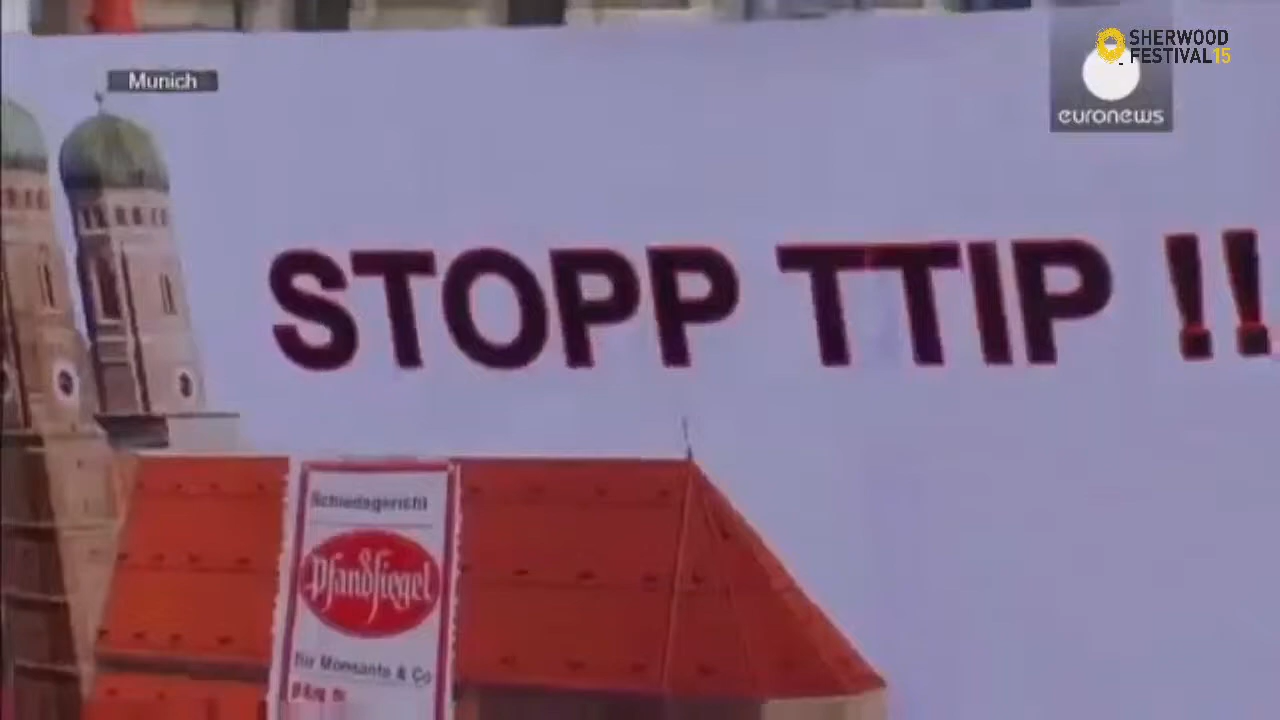 SHERWOOD
FESTIVAL15
Munich
euronews
STOPP TTIP !!
Schiedsgericht
Pfandsiegel
für Monsanto & Co